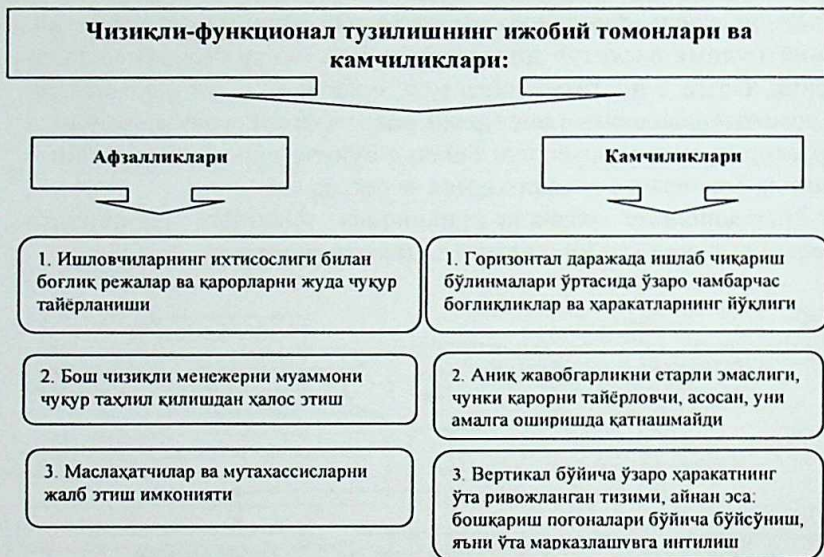 Чизиқли-функционал тузилишнинг ижобий томонлари ва
камчиликлари:
Афзалликлари
1. Ишловчиларнинг ихтисослиги билан
боғлиқ режалар ва қарорларни жуда чуқур
тайёрланиши
2. Бош чизиқли менежерни муаммони
чуқур таҳлил қилишдан ҳалос этиш
3. Маслаҳатчилар ва мутахассисларни
жалб этиш имконияти
Камчиликлари
1. Горизонтал даражада ишлаб чиқариш
бўлинмалари ўртасида ўзаро чамбарчас
боғлиқликлар ва ҳаракатларнинг йўқлиги
2. Аниқ жавобгарликни етарли эмаслиги,
чунки қарорни тайёрловчи, асосан, уни
амалга оширишда қатнашмайди
3. Вертикал бўйича ўзаро ҳаракатнинг
ўта ривожланган тизими, айнан эса:
бошқариш поғоналари бўйича бўйсўниш,
яъни ўта марказлашувга интилиш